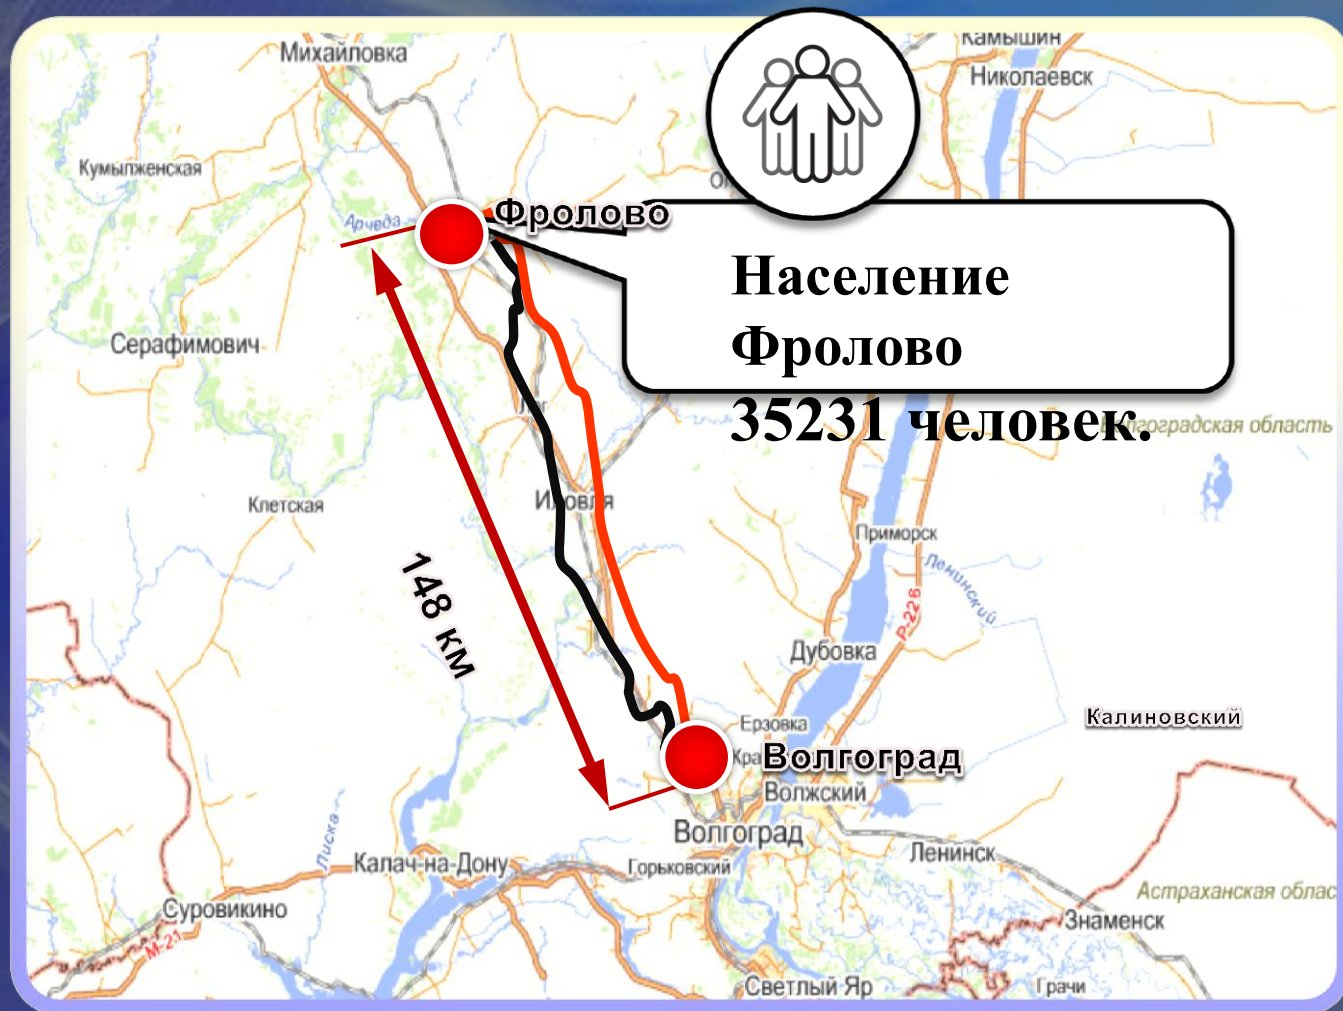 Михайловка
Камышин
Николаевск
Кумылженская
Арчеда
Фролово
Население
Фролово
35231 человек.
Серафимович
Волгоградская область
Клетская
Иловля
Приморск
Ленинский
148 км
Р-226
Дубовка
Калиновский
Ерзовка
Волгоград
Волжский
Волгоград
Лиска
Калач-на-Дону
Горьковский
Ленинск
Астраханская облас
Суровикино
Знаменск
М-21
Светлый Яр
Грачи